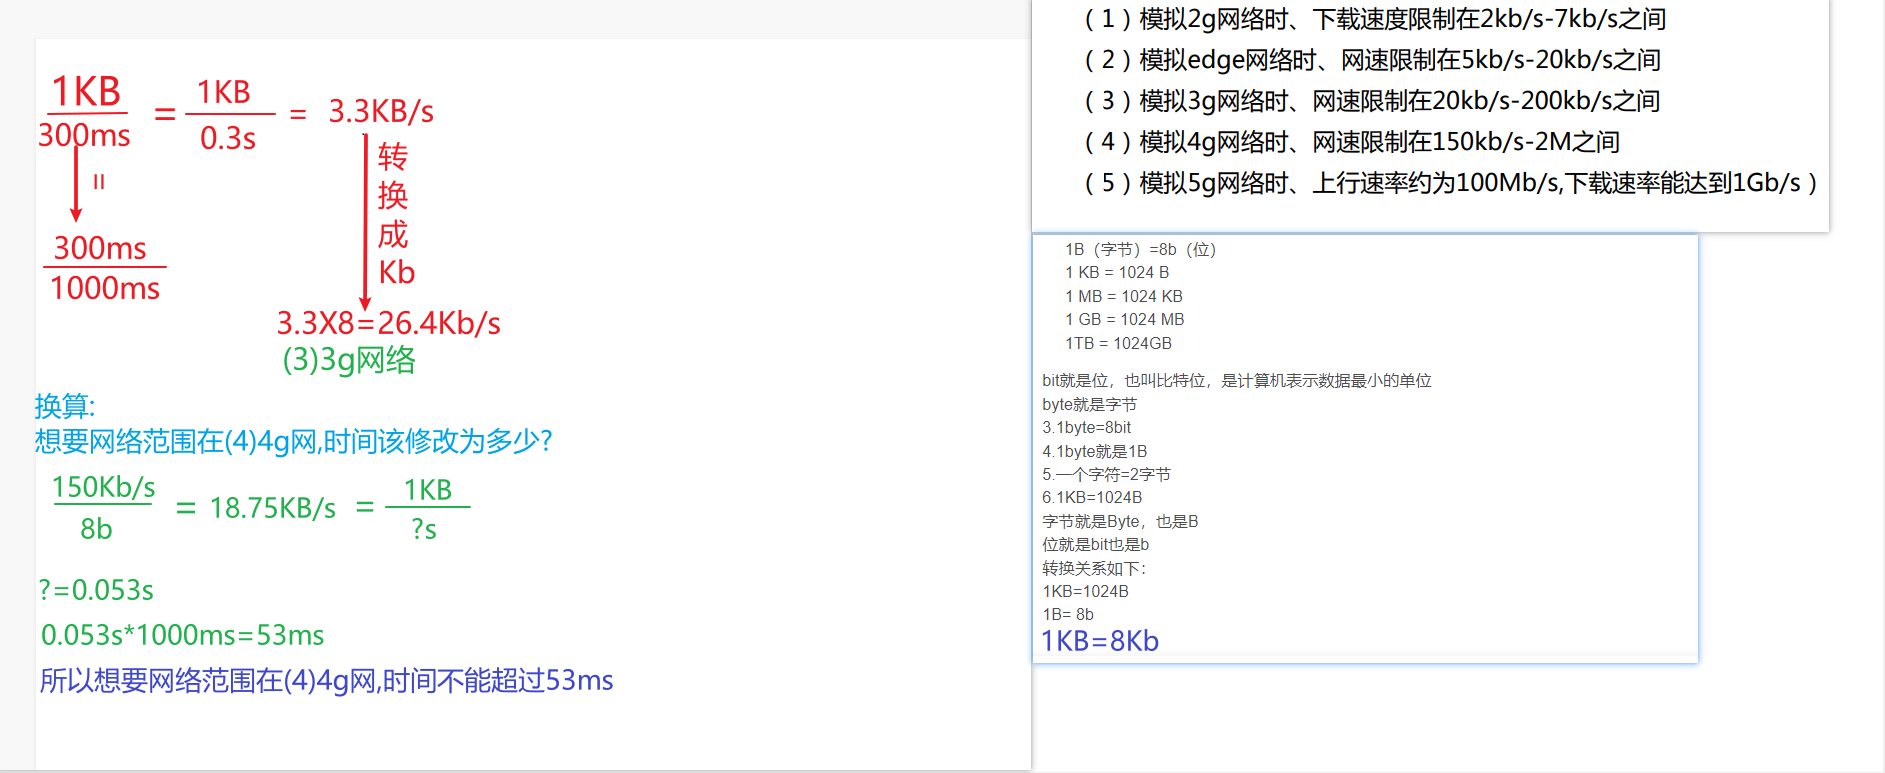 1KB
300ms
=
1KB
0.3s
= 3.3KB/s
=
300ms
1000ms
转
换
成
Kb
3.3X8=26.4Kb/s
(3)3g网络
换算:
想要网络范围在(4)4g网,时间该修改为多少?
150Kb/s
8b
= 18.75KB/s =
1KB
?s
?=0.053s
0.053s*1000ms=53ms
所以想要网络范围在(4)4g网,时间不能超过53ms
（1）模拟2g网络时、下载速度限制在2kb/s-7kb/s之间
（2）模拟edge网络时、网速限制在5kb/s-20kb/s之间
（3）模拟3g网络时、网速限制在20kb/s-200kb/s之间
（4）模拟4g网络时、网速限制在150kb/s-2M之间
（5）模拟5g网络时、上行速率约为100Mb/s,下载速率能达到1Gb/s）
1B（字节）=8b（位）
1 KB = 1024 B
1 MB = 1024 KB
1 GB = 1024 MB
1TB = 1024GB
bit就是位，也叫比特位，是计算机表示数据最小的单位
byte就是字节
3.1byte=8bit
4.1byte就是1B
5.一个字符=2字节
6.1KB=1024B
字节就是Byte，也是B
位就是bit也是b
转换关系如下：
1KB=1024B
1B= 8b
1KB=8Kb